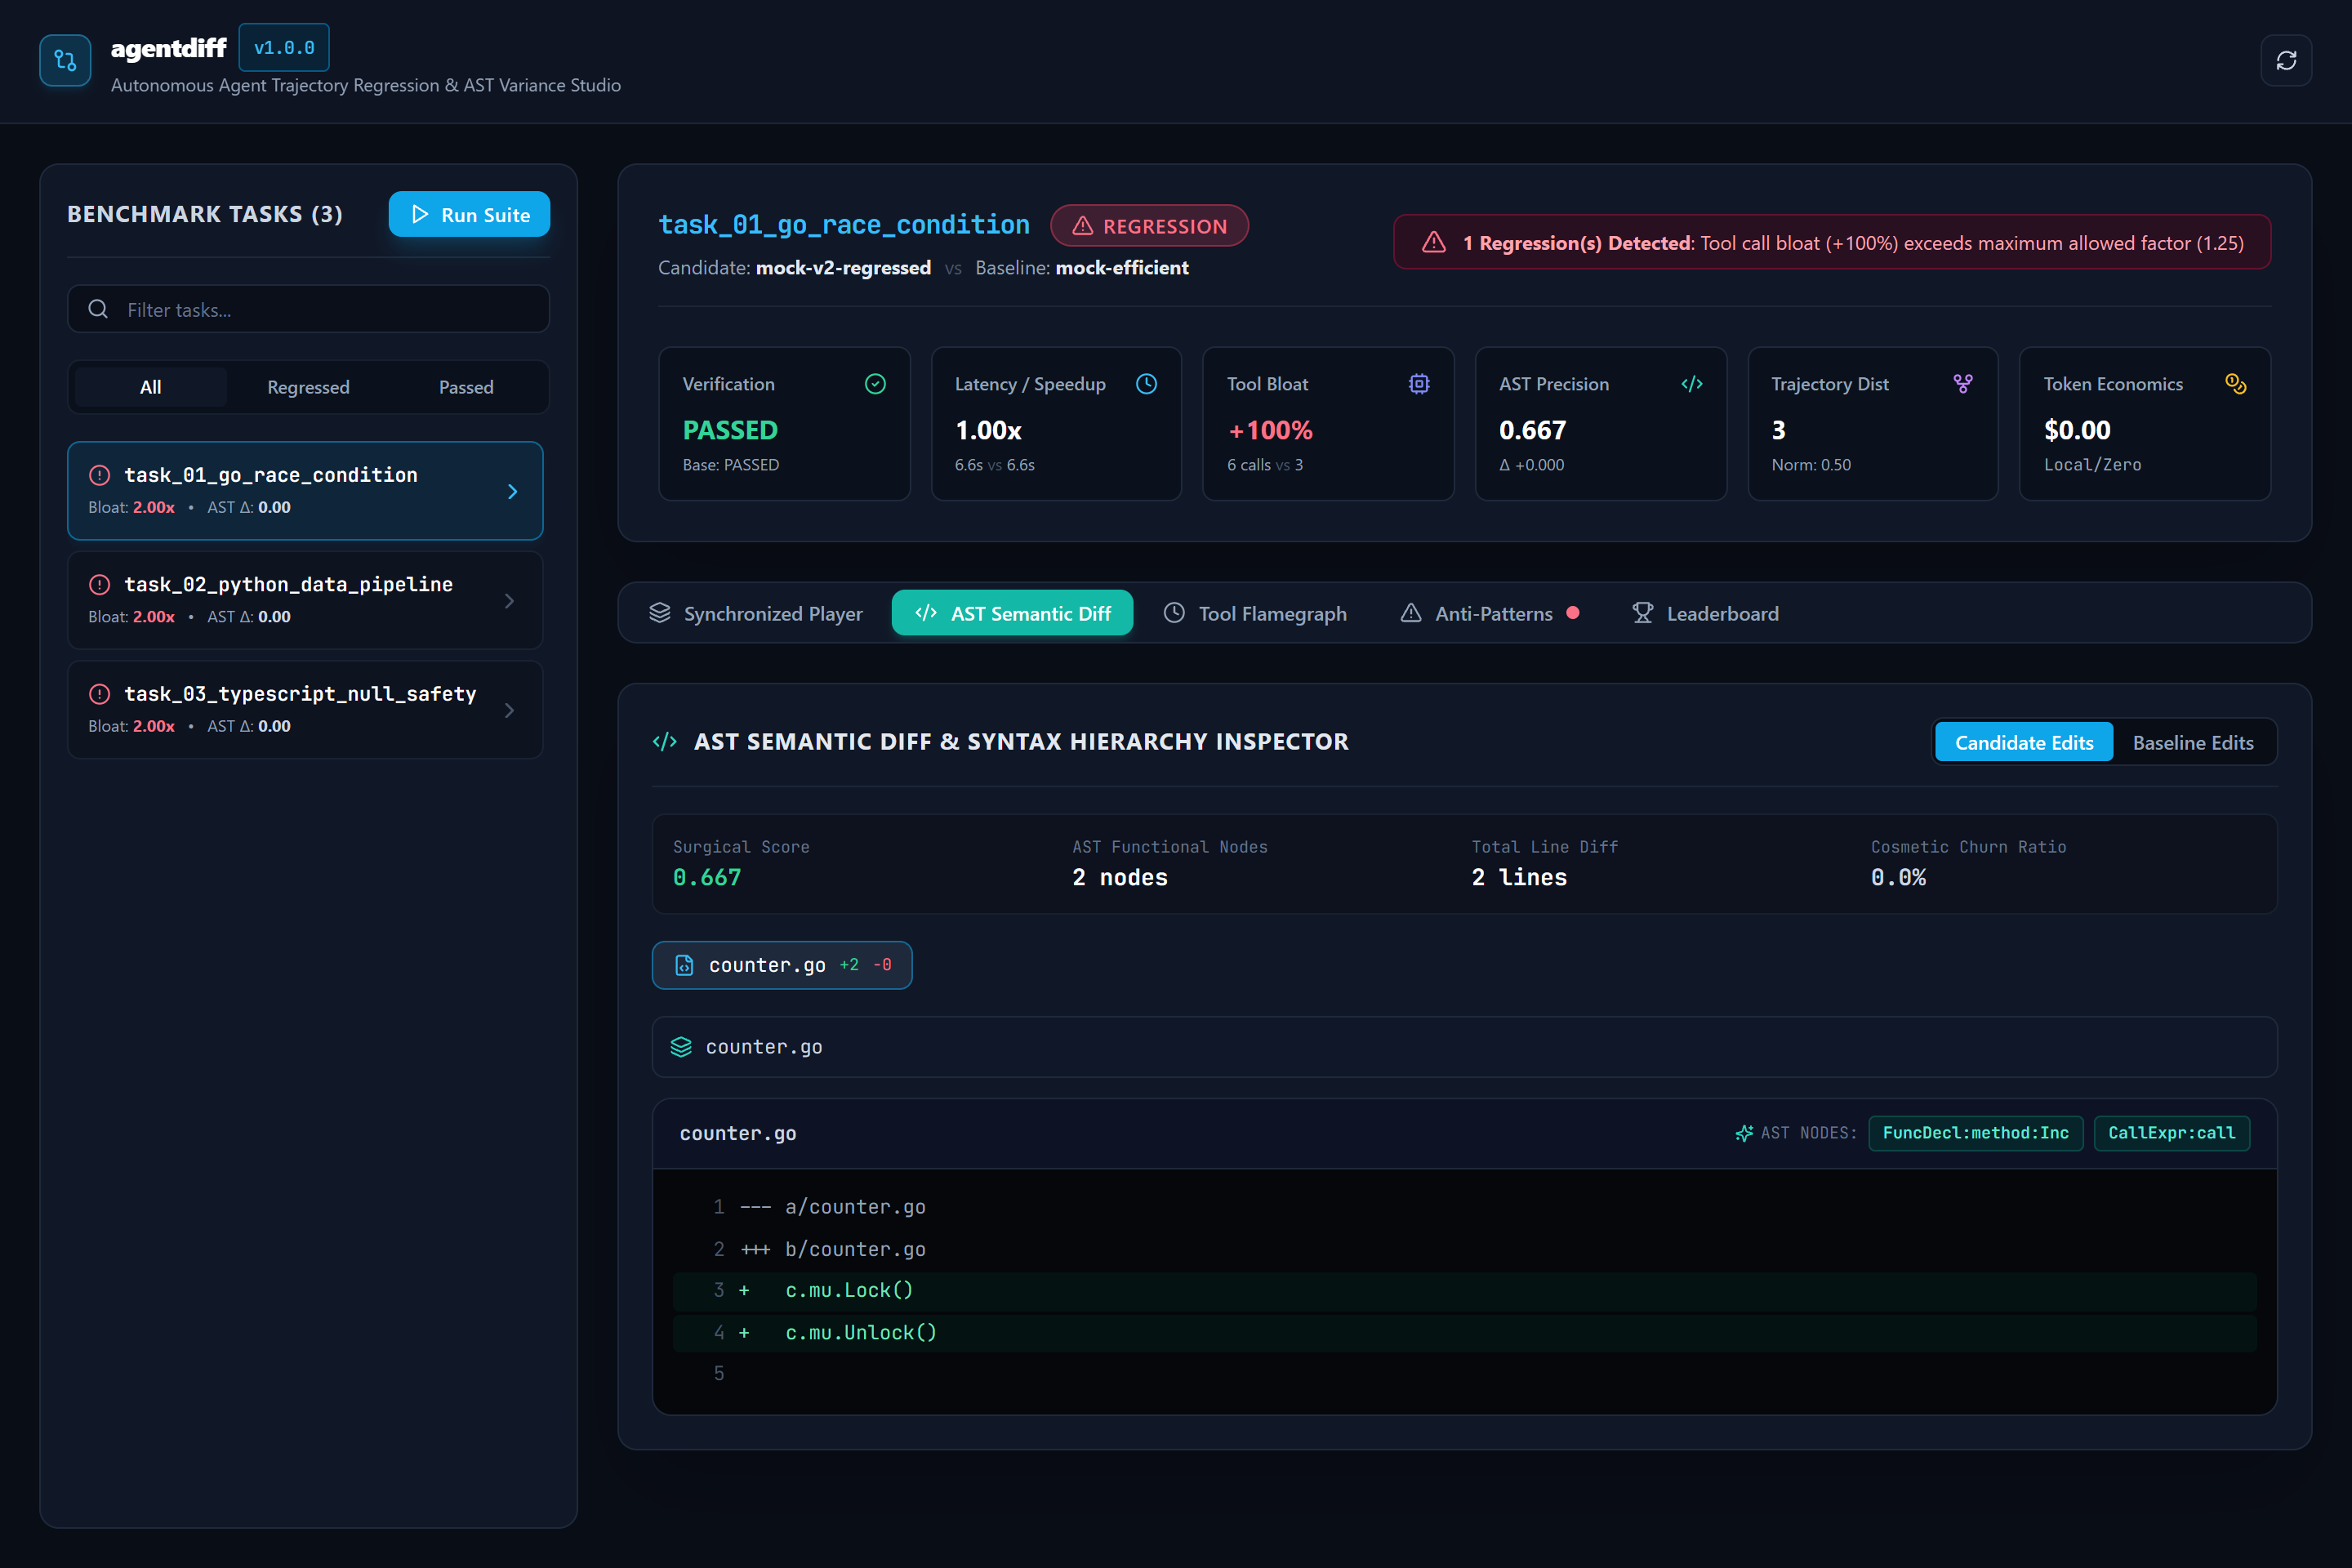 agentdiff v1.0.0
Autonomous Agent Trajectory Regression & AST Variance Studio
BENCHMARK TASKS (3)
Run Suite
Filter tasks...
All Regressed Passed
task_01_go_race_condition
Bloat: 2.00x • AST Δ: 0.00
task_02_python_data_pipeline
Bloat: 2.00x • AST Δ: 0.00
task_03_typescript_null_safety
Bloat: 2.00x • AST Δ: 0.00
task_01_go_race_condition REGRESSION
Candidate: mock-v2-regressed vs Baseline: mock-efficient
1 Regression(s) Detected: Tool call bloat (+100%) exceeds maximum allowed factor (1.25)
Verification
PASSED
Base: PASSED
Latency / Speedup
1.00x
6.6s vs 6.6s
Tool Bloat
+100%
6 calls vs 3
AST Precision
0.667
Δ +0.000
Trajectory Dist
3
Norm: 0.50
Token Economics
$0.00
Local/Zero
Synchronized Player AST Semantic Diff Tool Flamegraph Anti-Patterns Leaderboard
AST SEMANTIC DIFF & SYNTAX HIERARCHY INSPECTOR
Candidate Edits Baseline Edits
Surgical Score
0.667
AST Functional Nodes
2 nodes
Total Line Diff
2 lines
Cosmetic Churn Ratio
0.0%
counter.go +2 -0
counter.go
counter.go
AST NODES: FuncDecl:method:Inc CallExpr:call
1 --- a/counter.go
2 +++ b/counter.go
3 + c.mu.Lock()
4 + c.mu.Unlock()
5